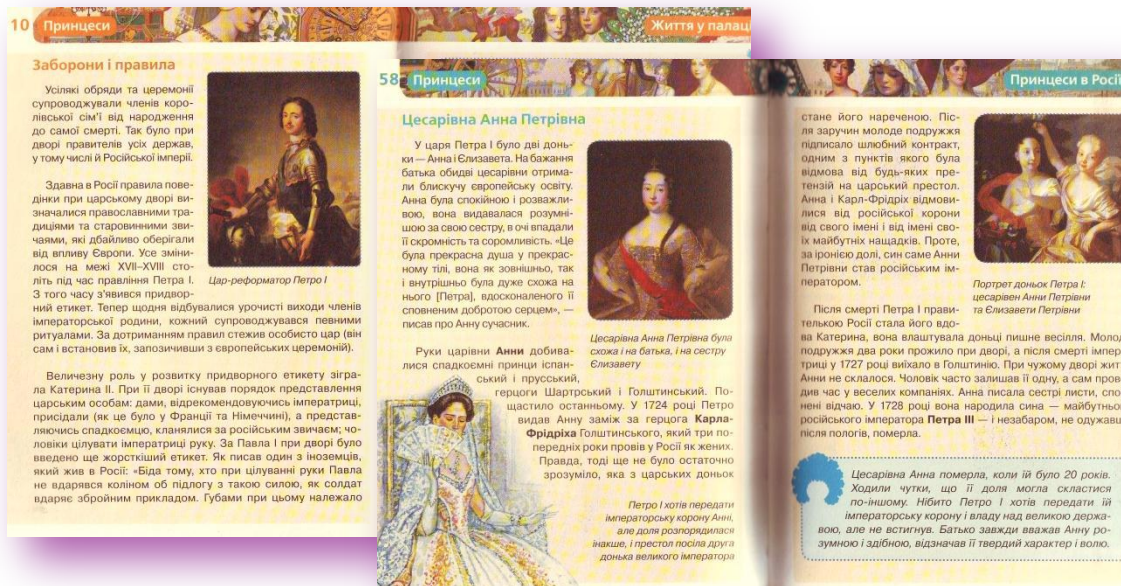 10 Принцеси
Життя у палаці
Заборони і правила
Усілякі обряди та церемонії
супроводжували членів коро-
лівської сім'ї від народження
до самої смерті. Так було при
дворі правителів усіх держав,
у тому числі й Російської імперії.
Здавна в Росії правила пове-
дінки при царському дворі ви-
значалися православними тра-
диціями та старовинними зви-
чаями, які дбайливо оберігали
від впливу Європи. Усе зміни-
лося на межі XVII–XVIII сто-
літь під час правління Петра I.
З того часу з'явився придвор-
ний етикет. Тепер щодня відбувалися урочисті виходи членів
імператорської родини, кожний супроводжувався певними
ритуалами. За дотриманням правил стежив особисто цар (він
сам і встановив їх, запозичивши з європейських церемоній).
Цар-реформатор Петро I
Величезну роль у розвитку придворного етикету зігра-
ла Катерина II. При її дворі існував порядок представлення
царським особам: дами, відрекомендовуючись імператриці,
присідали (як це було у Франції та Німеччині), а представ-
ляючись спадкоємцю, кланялися за російським звичаєм; чо-
ловіки цілувати імператриці руку. За Павла I при дворі було
введено ще жорсткіший етикет. Як писав один з іноземців,
який жив в Росії: «Біда тому, хто при цілуванні руки Павла
не вдарявся коліном об підлогу з такою силою, як солдат
вдаряє збройним прикладом. Губами при цьому належало
58 Принцеси
Цесарівна Анна Петрівна
У царя Петра I було дві донь-
ки — Анна і Єлизавета. На бажання
батька обидві цесарівни отрима-
ли блискучу європейську освіту.
Анна була спокійною і розважли-
вою, вона видавалася розумні-
шою за свою сестру, в очі впадали
її скромність та соромливість. «Це
була прекрасна душа у прекрас-
ному тілі, вона як зовнішньо, так
і внутрішньо була дуже схожа на
нього [Петра], вдосконаленого її
сповненим добротою серцем», —
писав про Анну сучасник.
Цесарівна Анна Петрівна була
схожа і на батька, і на сестру
Єлизавету
Руки царівни Анни добива-
лися спадкоємні принци іспан-
ський і прусський,
герцоги Шартрський і Голштинський. По-
щастило останньому. У 1724 році Петро
видав Анну заміж за герцога Карла-
Фрідріха Голштинського, який три по-
передніх роки провів у Росії як жених.
Правда, тоді ще не було остаточно
зрозуміло, яка з царських доньок
Петро I хотів передати
імператорську корону Анні,
але доля розпорядилася
інакше, і престол посіла друга
донька великого імператора
Принцеси в Росії
стане його нареченою. Піс-
ля заручин молоде подружжя
підписало шлюбний контракт,
одним з пунктів якого була
відмова від будь-яких пре-
тензій на царський престол.
Анна і Карл-Фрідріх відмови-
лися від російської корони
від свого імені і від імені сво-
їх майбутніх нащадків. Проте,
за іронією долі, син саме Анни
Петрівни став російським ім-
ператором.
Портрет доньок Петра I:
цесарівен Анни Петрівни
та Єлизавети Петрівни
Після смерті Петра I прави-
телькою Росії стала його вдо-
ва Катерина, вона влаштувала доньці пишне весілля. Молод
подружжя два роки прожило при дворі, а після смерті імпер
триці у 1727 році виїхало в Голштинію. При чужому дворі жит
Анни не склалося. Чоловік часто залишав її одну, а сам пров
див час у веселих компаніях. Анна писала сестрі листи, спо
нені відчаю. У 1728 році вона народила сина — майбутньо
російського імператора Петра III — і незабаром, не одужавш
після пологів, померла.
Цесарівна Анна померла, коли їй було 20 років.
Ходили чутки, що її доля могла скластися
по-іншому. Нібито Петро I хотів передати їй
імператорську корону і владу над великою держа-
вою, але не встигнув. Батько завжди вважав Анну ро-
зумною і здібною, відзначав її твердий характер і волю.